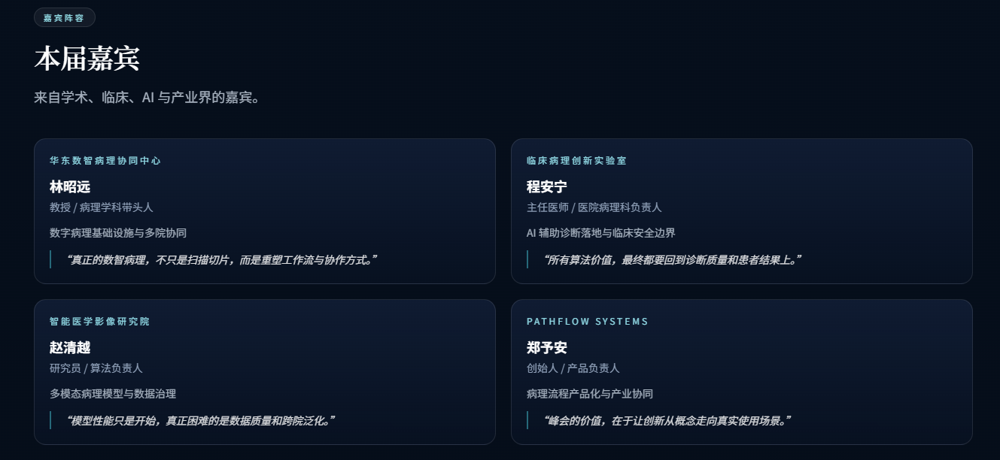 嘉宾阵容
本届嘉宾
来自学术、临床、AI 与产业界的嘉宾。
华东数智病理协同中心
林昭远
教授 / 病理学科带头人
数字病理基础设施与多院协同
“真正的数智病理，不只是扫描切片，而是重塑工作流与协作方式。”
临床病理创新实验室
程安宁
主任医师 / 医院病理科负责人
AI 辅助诊断落地与临床安全边界
“所有算法价值，最终都要回到诊断质量和患者结果上。”
智能医学影像研究院
赵清越
研究员 / 算法负责人
多模态病理模型与数据治理
“模型性能只是开始，真正困难的是数据质量和跨院泛化。”
PATHFLOW SYSTEMS
郑予安
创始人 / 产品负责人
病理流程产品化与产业协同
“峰会的价值，在于让创新从概念走向真实使用场景。”